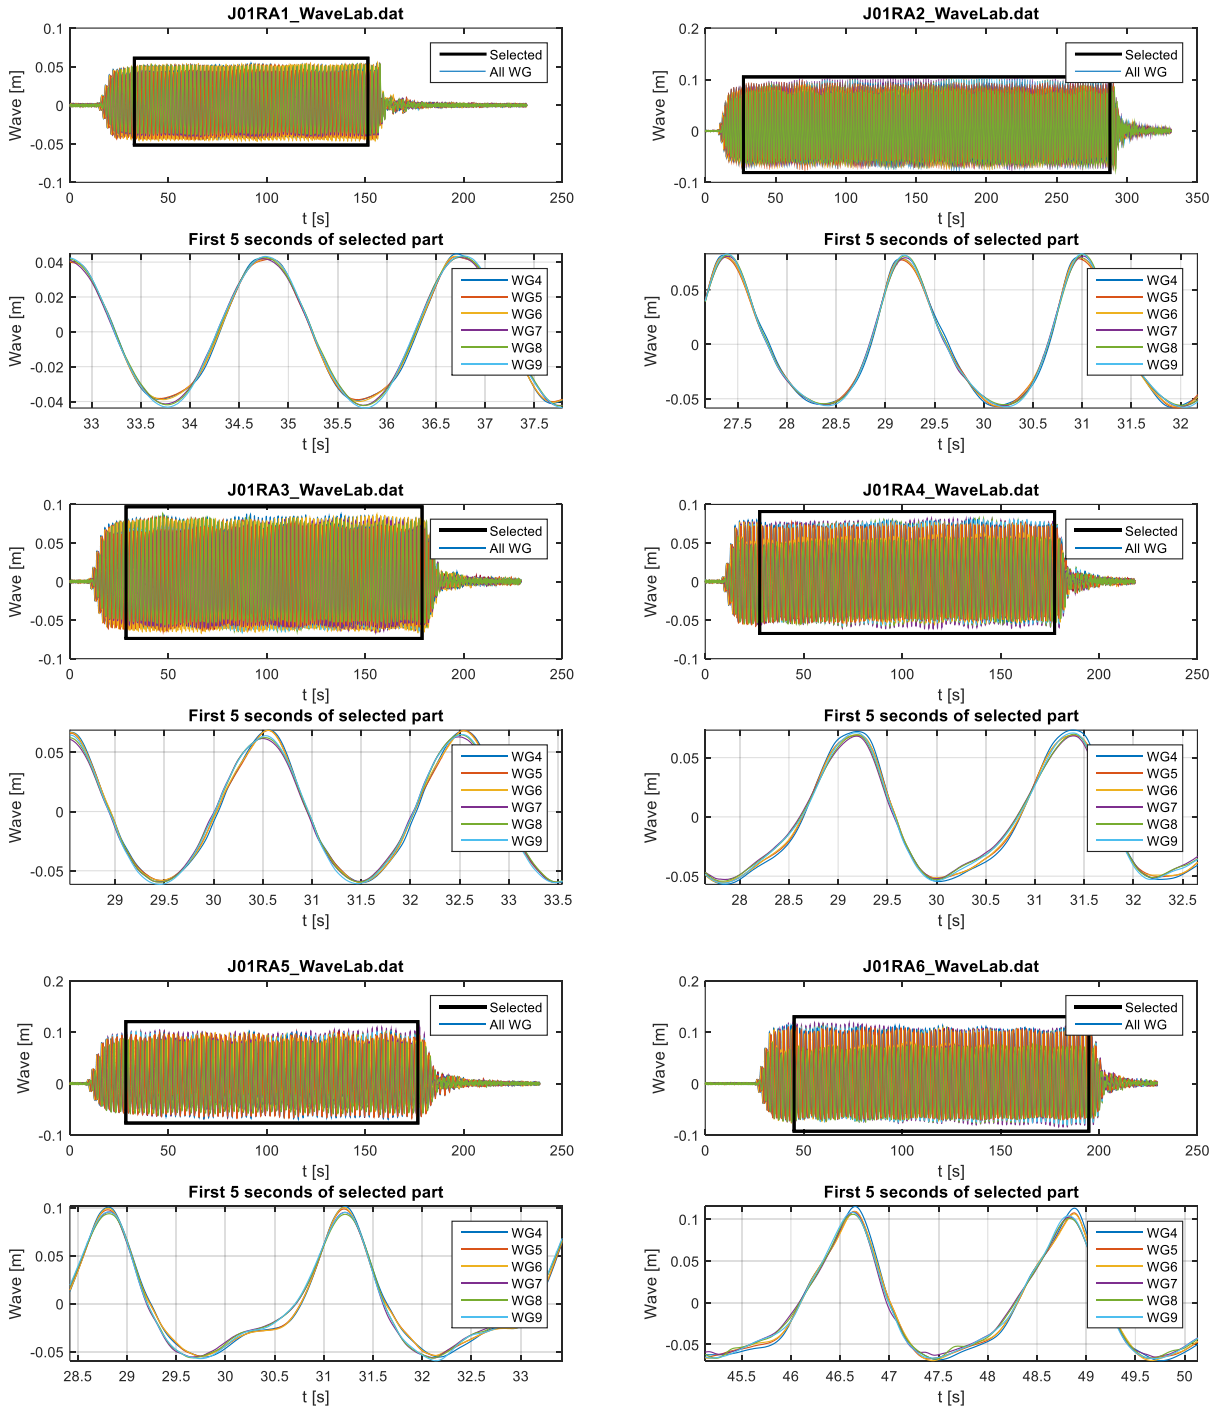 J01RA1_WaveLab.dat
0.1
0.05
0
-0.05
-0.1
Wave [m]
Selected
All WG
0 50 100 150 200 250
t [s]
First 5 seconds of selected part
0.04
0.02
0
-0.02
-0.04
Wave [m]
WG4
WG5
WG6
WG7
WG8
WG9
33 33.5 34 34.5 35 35.5 36 36.5 37 37.5
t [s]
J01RA2_WaveLab.dat
0.2
0.1
0
-0.1
Wave [m]
Selected
All WG
0 50 100 150 200 250 300 350
t [s]
First 5 seconds of selected part
0.05
0
-0.05
Wave [m]
WG4
WG5
WG6
WG7
WG8
WG9
27.5 28 28.5 29 29.5 30 30.5 31 31.5 32
t [s]
J01RA3_WaveLab.dat
0.1
0.05
0
-0.05
-0.1
Wave [m]
Selected
All WG
0 50 100 150 200 250
t [s]
First 5 seconds of selected part
0.05
0
-0.05
Wave [m]
WG4
WG5
WG6
WG7
WG8
WG9
29 29.5 30 30.5 31 31.5 32 32.5 33 33.5
t [s]
J01RA4_WaveLab.dat
0.1
0.05
0
-0.05
-0.1
Wave [m]
Selected
All WG
0 50 100 150 200 250
t [s]
First 5 seconds of selected part
0.05
0
-0.05
Wave [m]
WG4
WG5
WG6
WG7
WG8
WG9
28 28.5 29 29.5 30 30.5 31 31.5 32 32.5
t [s]
J01RA5_WaveLab.dat
0.2
0.1
0
-0.1
Wave [m]
Selected
All WG
0 50 100 150 200 250
t [s]
First 5 seconds of selected part
0.1
0.05
0
-0.05
Wave [m]
WG4
WG5
WG6
WG7
WG8
WG9
28.5 29 29.5 30 30.5 31 31.5 32 32.5 33
t [s]
J01RA6_WaveLab.dat
0.2
0.1
0
-0.1
Wave [m]
Selected
All WG
0 50 100 150 200 250
t [s]
First 5 seconds of selected part
0.1
0.05
0
-0.05
Wave [m]
WG4
WG5
WG6
WG7
WG8
WG9
45.5 46 46.5 47 47.5 48 48.5 49 49.5 50
t [s]